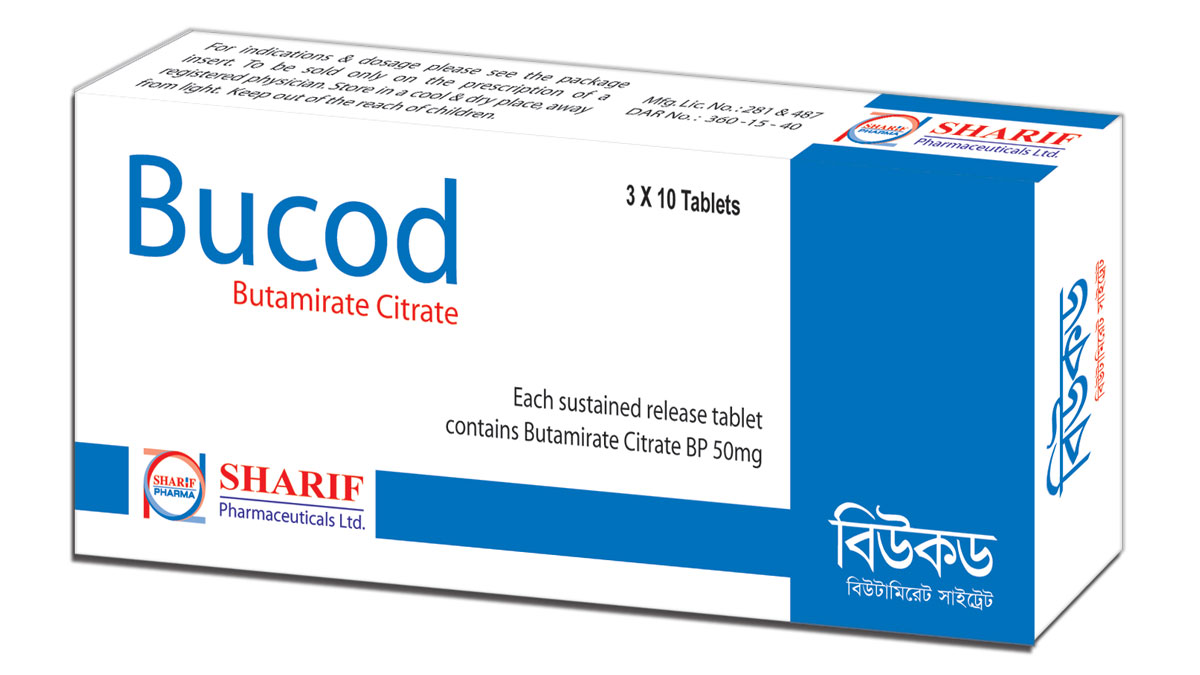 For indications & dosage please see the package
insert. To be sold only on the prescription of a
registered physician. Store in a cool & dry place, away
from light. Keep out of the reach of children.
Mfg. Lic. No. : 281 & 487
DAR No. : 360 -15 - 40
SHARIF
PHARMA
SHARIF
Pharmaceuticals Ltd.
Bucod
Butamirate Citrate
3 X 10 Tablets
Each sustained release tablet
contains Butamirate Citrate BP 50mg
SHARIF
PHARMA
SHARIF
Pharmaceuticals Ltd.
বিউকড
বিউটামিরেট সাইট্রেট
বিউকড
বিউটামিরেট সাইট্রেট